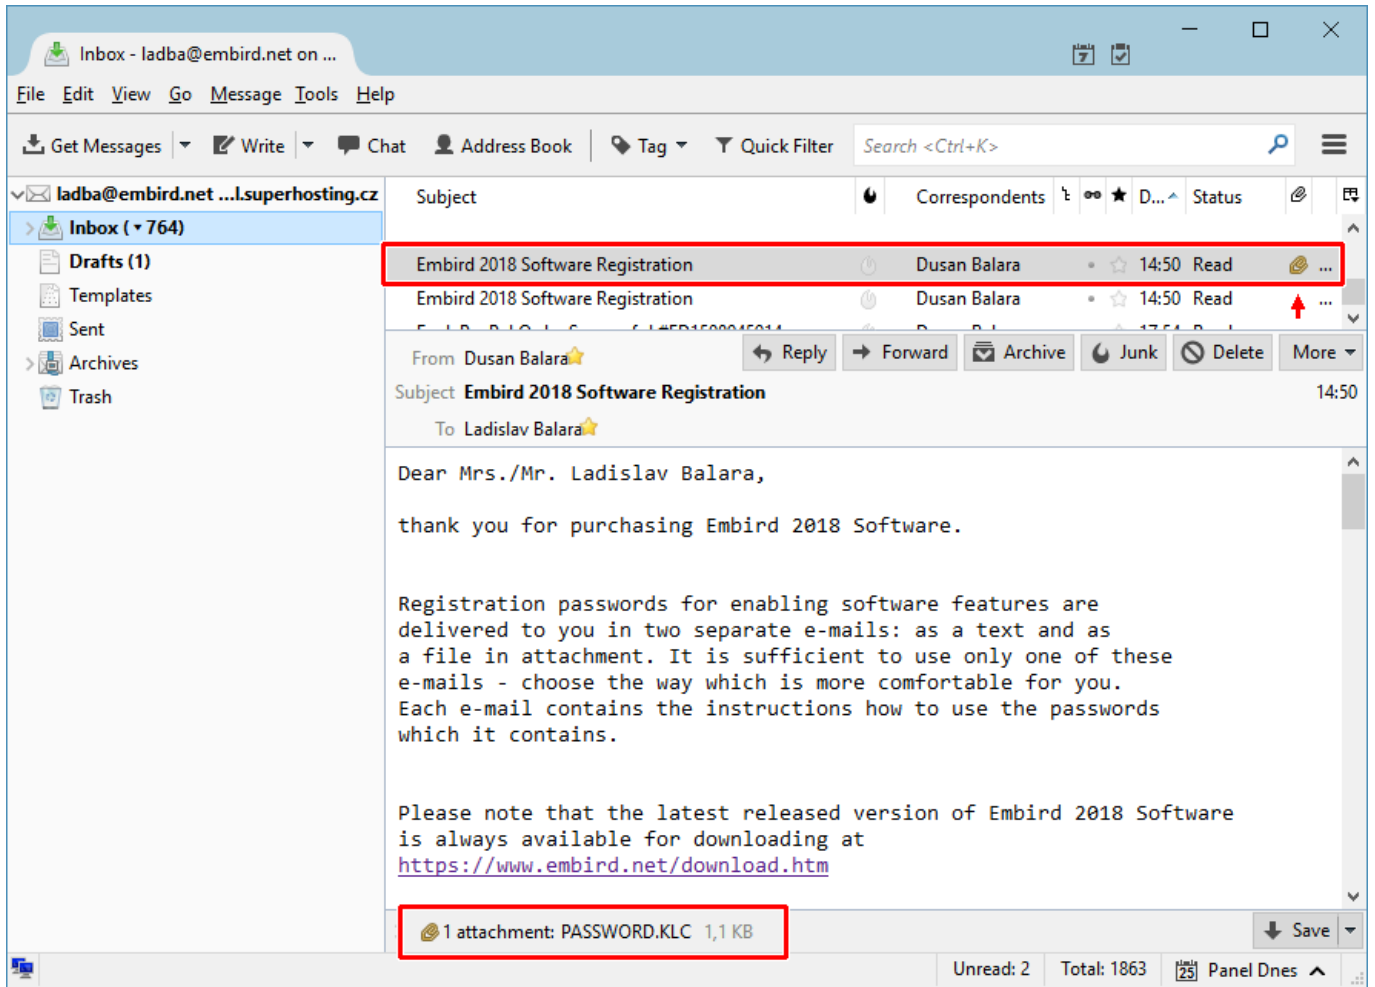 Inbox - ladba@embird.net on ...
File Edit View Go Message Tools Help
Get Messages Write Chat Address Book Tag Quick Filter Search <Ctrl+K>
ladba@embird.net ...l.superhosting.cz
Subject Correspondents D... Status
Inbox (▾ 764)
Embird 2018 Software Registration Dusan Balara 14:50 Read ...
Drafts (1)
Templates
Embird 2018 Software Registration Dusan Balara 14:50 Read ...
Sent
Archives
Trash
From Dusan Balara Reply Forward Archive Junk Delete More
Subject Embird 2018 Software Registration 14:50
To Ladislav Balara
Dear Mrs./Mr. Ladislav Balara,
thank you for purchasing Embird 2018 Software.
Registration passwords for enabling software features are
delivered to you in two separate e-mails: as a text and as
a file in attachment. It is sufficient to use only one of these
e-mails - choose the way which is more comfortable for you.
Each e-mail contains the instructions how to use the passwords
which it contains.
Please note that the latest released version of Embird 2018 Software
is always available for downloading at
https://www.embird.net/download.htm
1 attachment: PASSWORD.KLC 1,1 KB Save
Unread: 2 Total: 1863 25 Panel Dnes